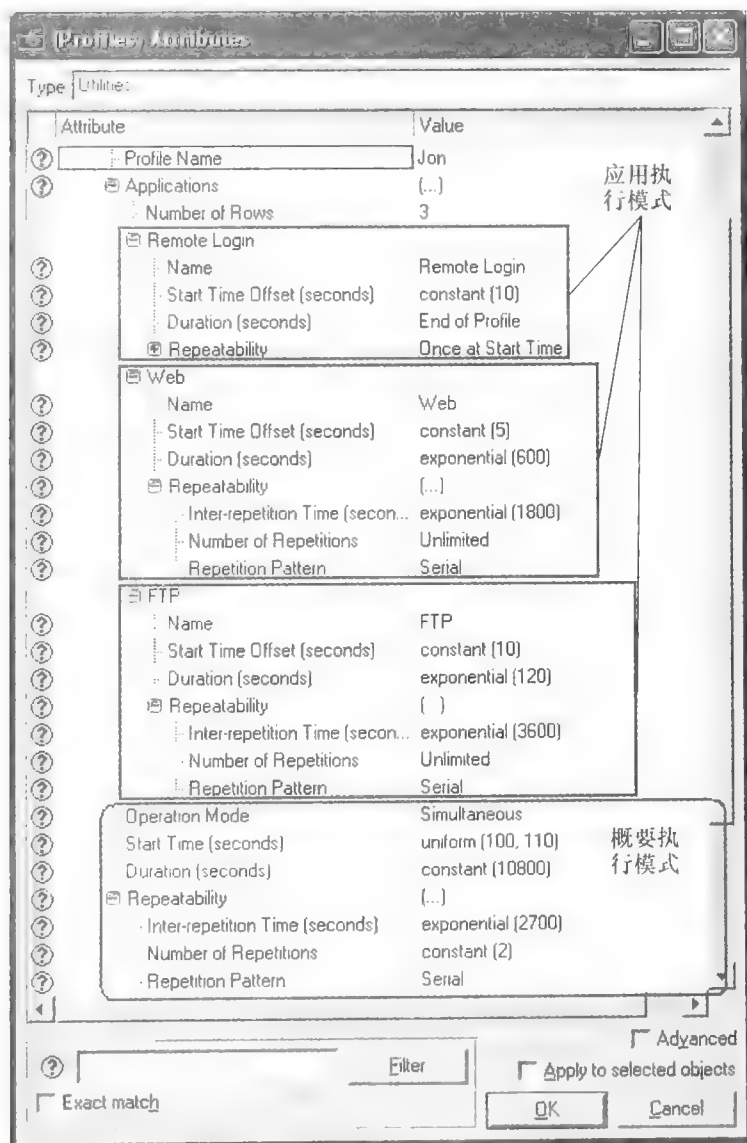 (Profiles) Attributes
Type Utilities
Attribute Value
Profile Name Jon
Applications (...)
Number of Rows 3
Remote Login
Name Remote Login
Start Time Offset (seconds) constant (10)
Duration (seconds) End of Profile
Repeatability Once at Start Time
Web
Name Web
Start Time Offset (seconds) constant (5)
Duration (seconds) exponential (600)
Repeatability (...)
Inter-repetition Time (secon... exponential (1800)
Number of Repetitions Unlimited
Repetition Pattern Serial
FTP
Name FTP
Start Time Offset (seconds) constant (10)
Duration (seconds) exponential (120)
Repeatability ( )
Inter-repetition Time (secon... exponential (3600)
Number of Repetitions Unlimited
Repetition Pattern Serial
Operation Mode Simultaneous
Start Time (seconds) uniform (100, 110)
Duration (seconds) constant (10800)
Repeatability (...)
Inter-repetition Time (seconds) exponential (2700)
Number of Repetitions constant (2)
Repetition Pattern Serial
应用执
行模式
概要执
行模式
Advanced
Filter
Apply to selected objects
Exact match
OK
Cancel